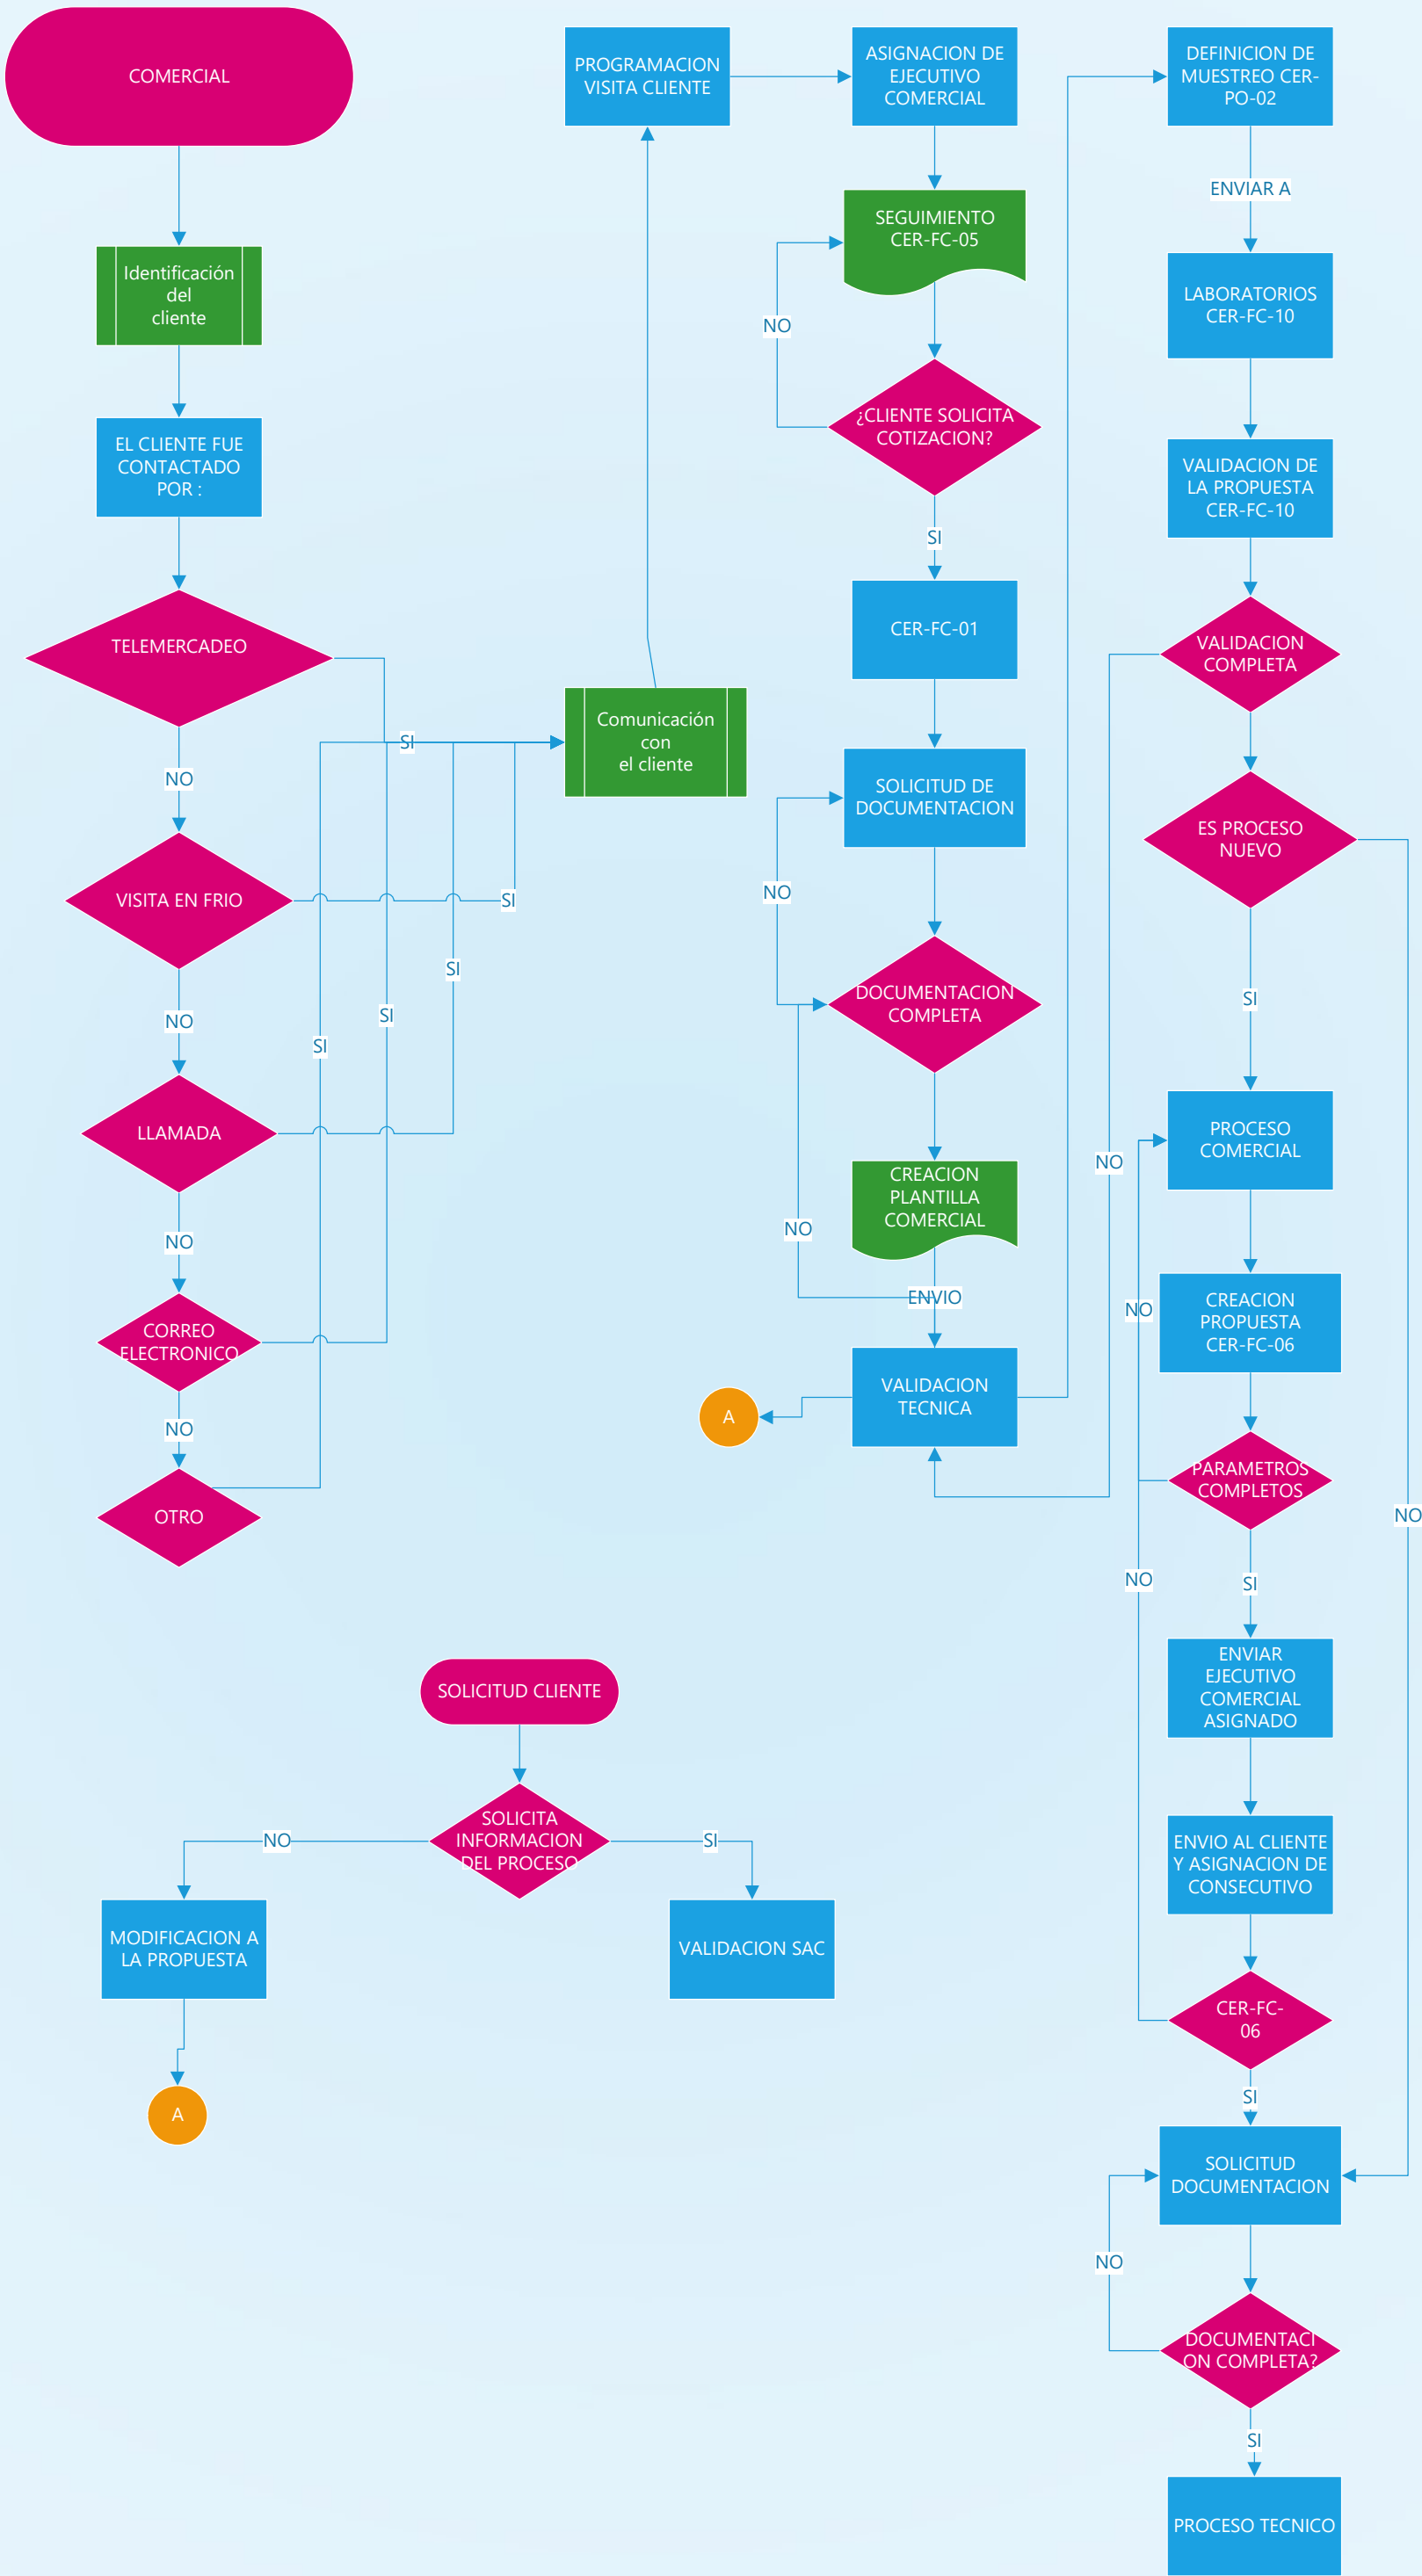 COMERCIAL
Identificación
del
cliente
EL CLIENTE FUE
CONTACTADO
POR :
TELEMERCADEO
SI
NO
VISITA EN FRIO
SI
NO
SI
LLAMADA
SI
SI
NO
CORREO
ELECTRONICO
NO
OTRO
Comunicación
con
el cliente
PROGRAMACION
VISITA CLIENTE
ASIGNACION DE
EJECUTIVO
COMERCIAL
SEGUIMIENTO
CER-FC-05
NO
¿CLIENTE SOLICITA
COTIZACION?
SI
CER-FC-01
SOLICITUD DE
DOCUMENTACION
NO
DOCUMENTACION
COMPLETA
CREACION
PLANTILLA
COMERCIAL
NO
ENVIO
VALIDACION
TECNICA
A
DEFINICION DE
MUESTREO CER-
PO-02
ENVIAR A
LABORATORIOS
CER-FC-10
VALIDACION DE
LA PROPUESTA
CER-FC-10
VALIDACION
COMPLETA
NO
ES PROCESO
NUEVO
SI
NO
PROCESO
COMERCIAL
NO
CREACION
PROPUESTA
CER-FC-06
PARAMETROS
COMPLETOS
NO
SI
ENVIAR
EJECUTIVO
COMERCIAL
ASIGNADO
ENVIO AL CLIENTE
Y ASIGNACION DE
CONSECUTIVO
CER-FC-
06
SI
SOLICITUD
DOCUMENTACION
NO
DOCUMENTACI
ON COMPLETA?
SI
PROCESO TECNICO
SOLICITUD CLIENTE
SOLICITA
INFORMACION
DEL PROCESO
NO
SI
MODIFICACION A
LA PROPUESTA
VALIDACION SAC
A